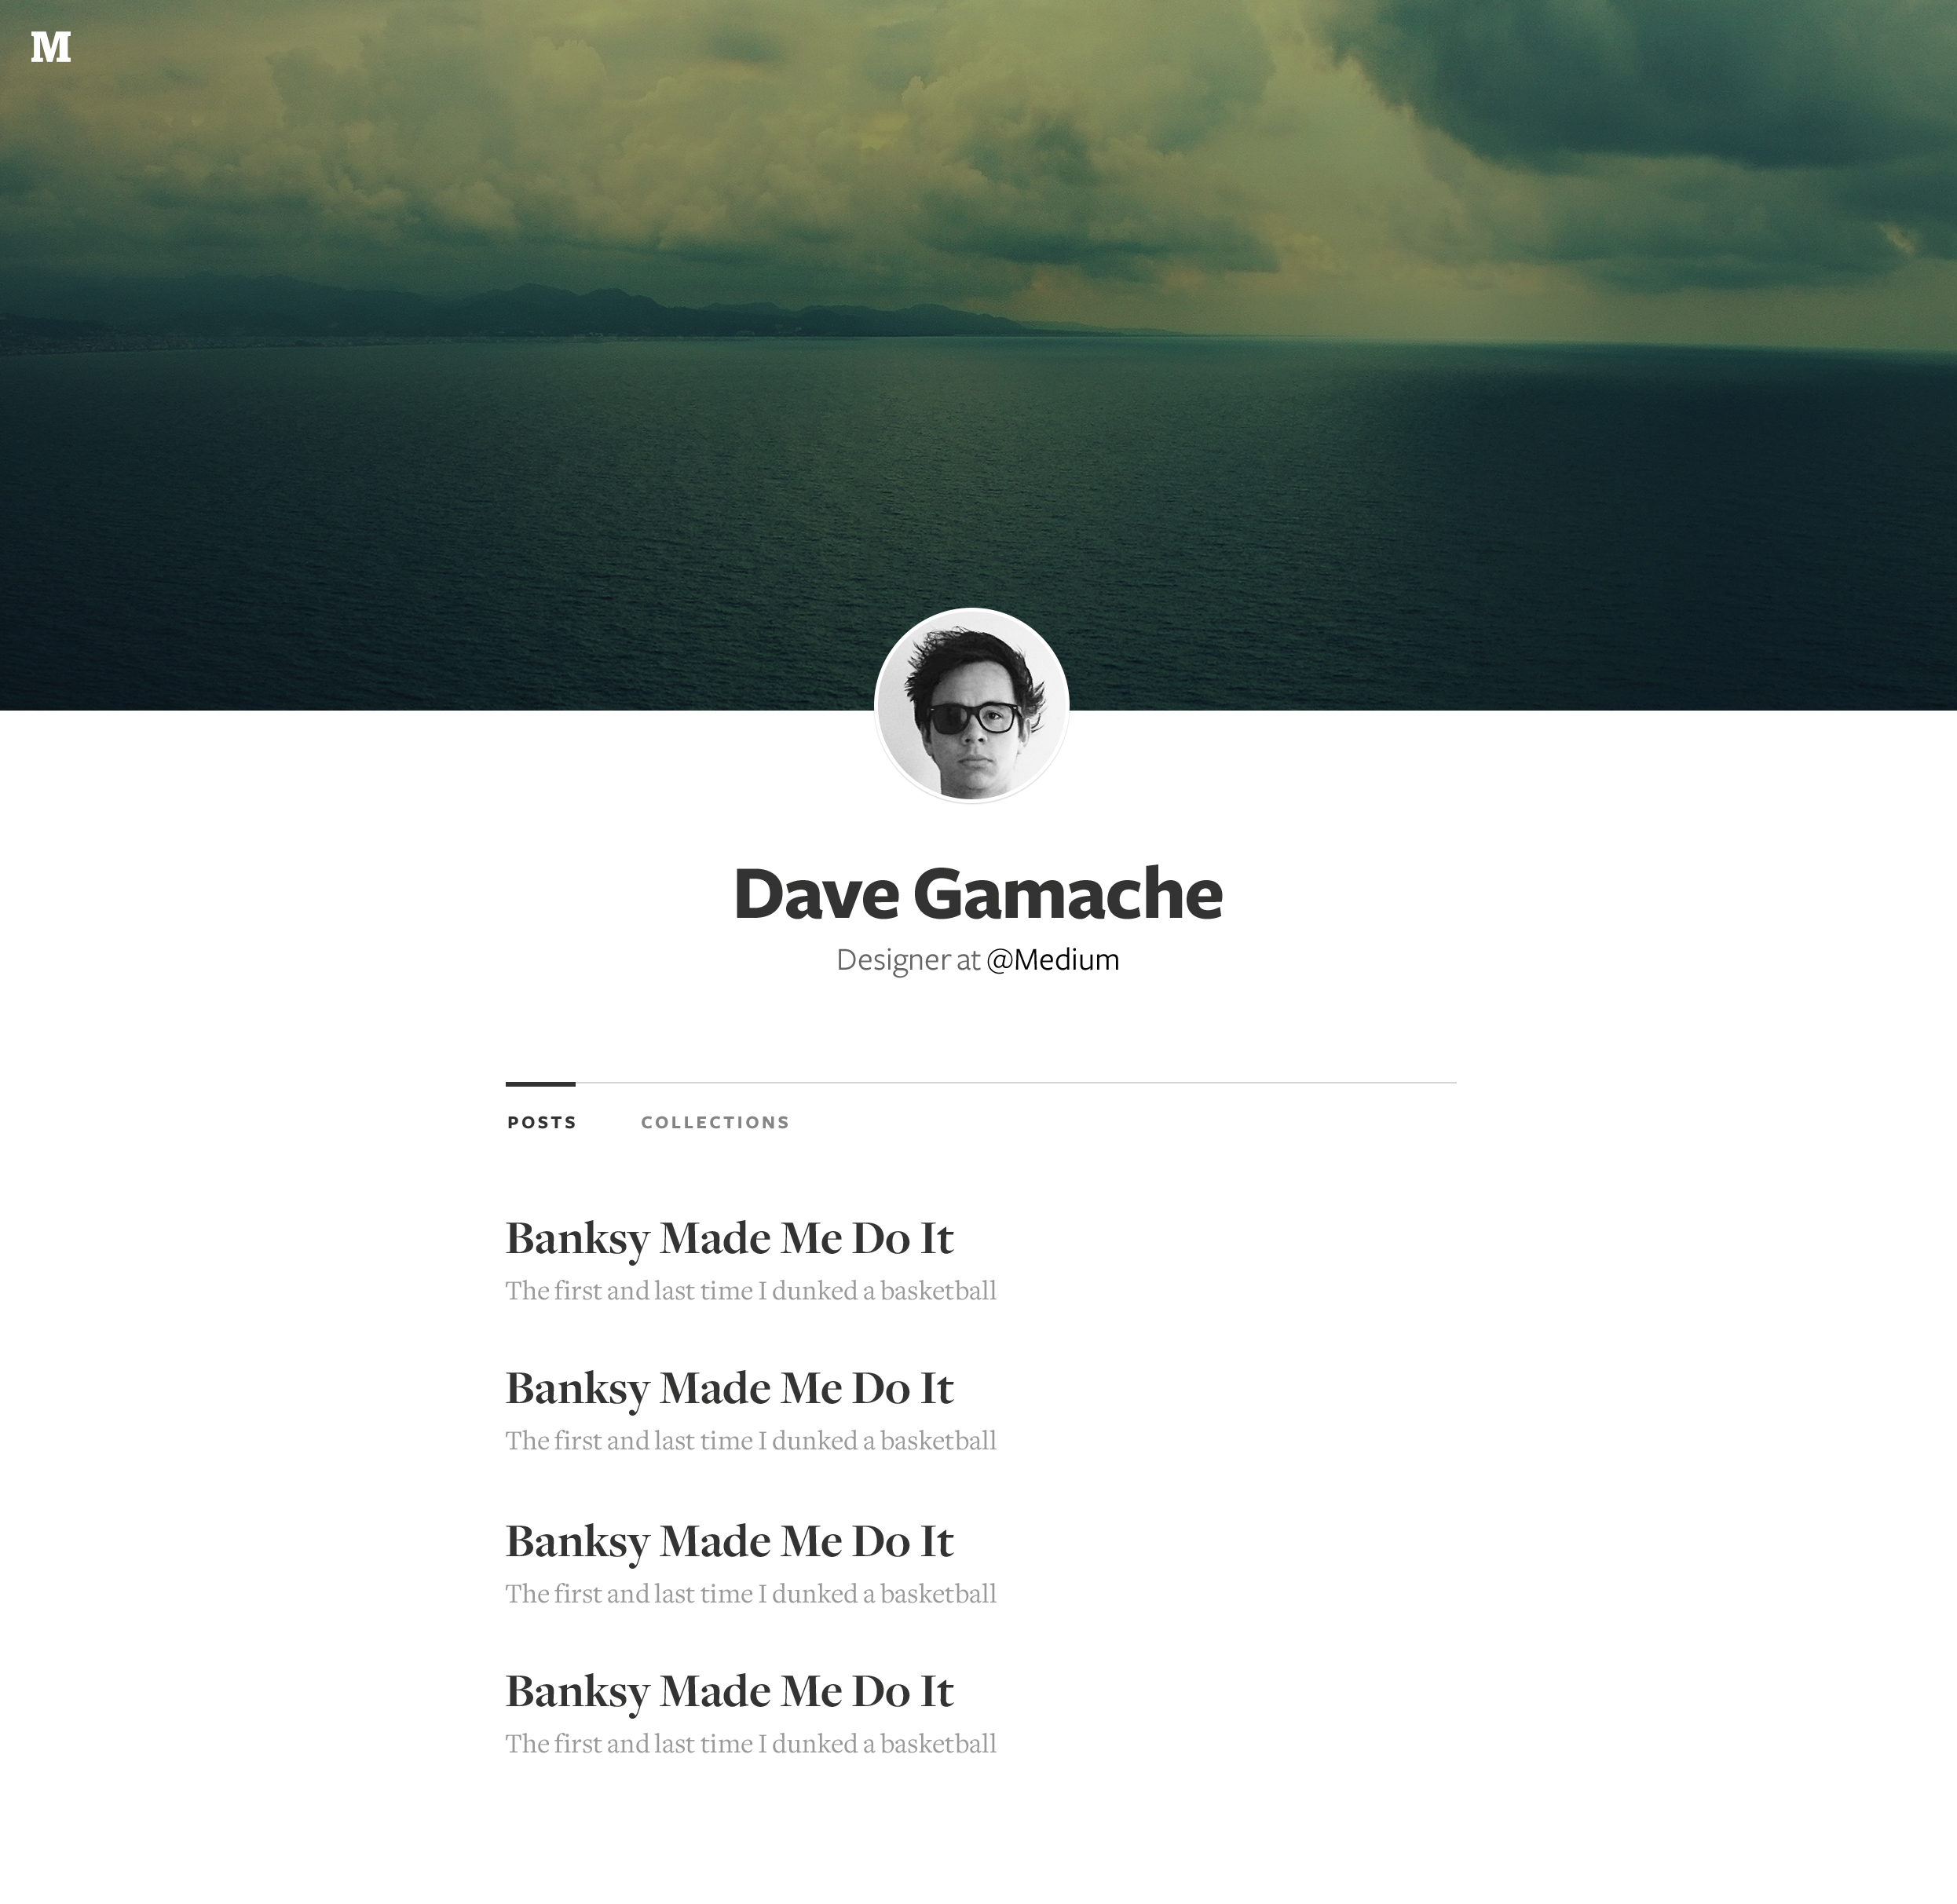 M
Dave Gamache
Designer at @Medium
POSTS COLLECTIONS
Banksy Made Me Do It
The first and last time I dunked a basketball
Banksy Made Me Do It
The first and last time I dunked a basketball
Banksy Made Me Do It
The first and last time I dunked a basketball
Banksy Made Me Do It
The first and last time I dunked a basketball